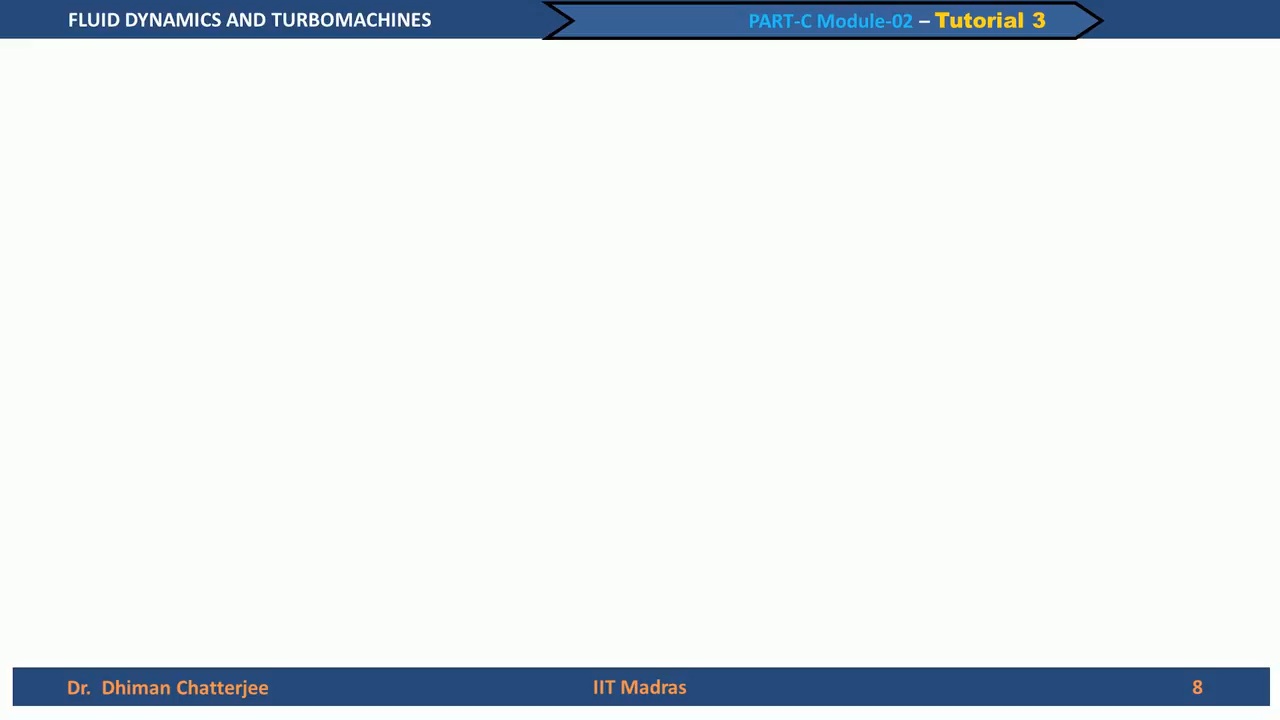 FLUID DYNAMICS AND TURBOMACHINES
PART-C Module-02 – Tutorial 3
Dr. Dhiman Chatterjee
IIT Madras
8